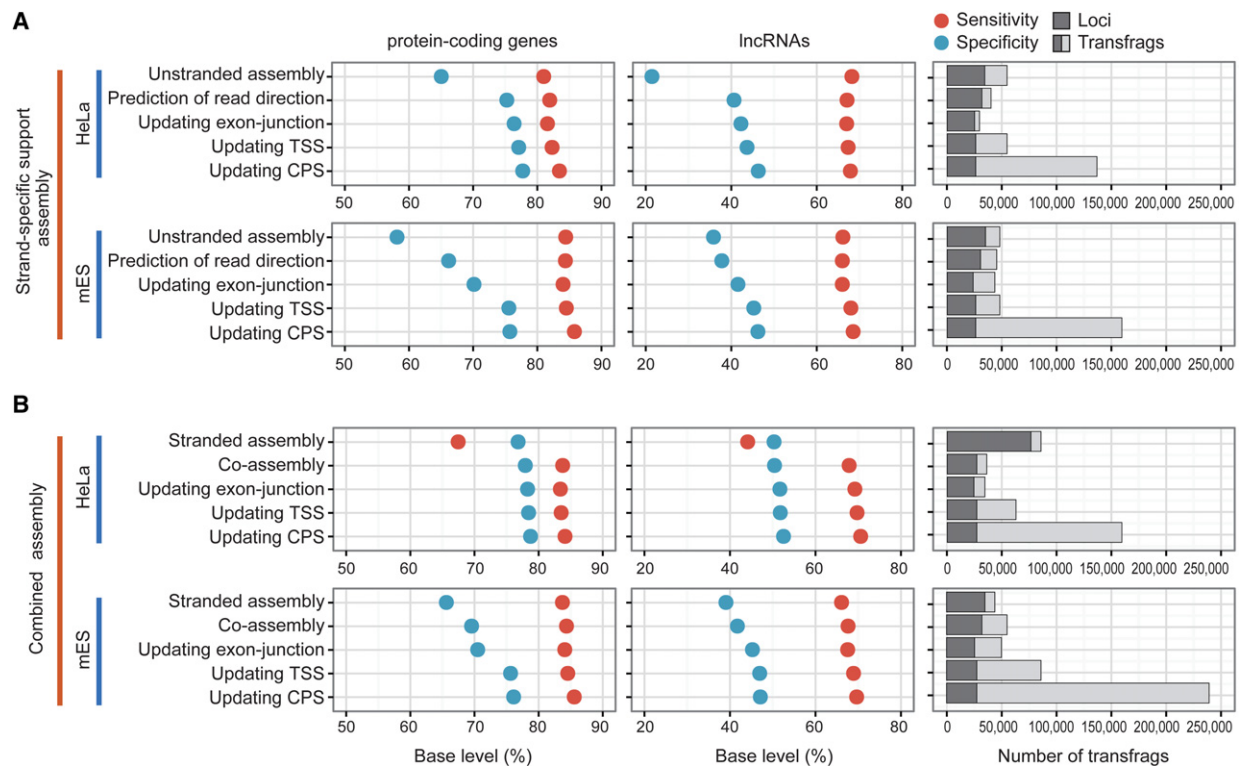 A
protein-coding genes
lncRNAs
Sensitivity
Specificity
Loci
Transfrags
Strand-specific support assembly
HeLa
Unstranded assembly
Prediction of read direction
Updating exon-junction
Updating TSS
Updating CPS
50 60 70 80 90
20 40 60 80
0 50,000 100,000 150,000 200,000 250,000
mES
Unstranded assembly
Prediction of read direction
Updating exon-junction
Updating TSS
Updating CPS
50 60 70 80 90
20 40 60 80
0 50,000 100,000 150,000 200,000 250,000
B
Combined assembly
HeLa
Stranded assembly
Co-assembly
Updating exon-junction
Updating TSS
Updating CPS
50 60 70 80 90
20 40 60 80
0 50,000 100,000 150,000 200,000 250,000
mES
Stranded assembly
Co-assembly
Updating exon-junction
Updating TSS
Updating CPS
50 60 70 80 90
20 40 60 80
0 50,000 100,000 150,000 200,000 250,000
Base level (%)
Base level (%)
Number of transfrags